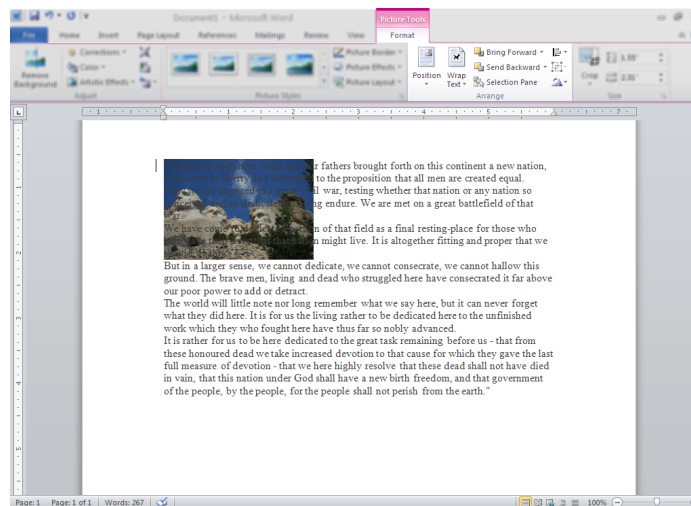 Document1 - Microsoft Word
Picture Tools
File Home Insert Page Layout References Mailings Review View Format
Remove Background
Corrections
Color
Artistic Effects
Adjust
Picture Styles
Picture Border
Picture Effects
Picture Layout
Position
Wrap Text
Bring Forward
Send Backward
Selection Pane
Arrange
Crop
Size
fathers brought forth on this continent a new nation,
to the proposition that all men are created equal.
war, testing whether that nation or any nation so
endure. We are met on a great battlefield of that
war.
We have come of that field as a final resting-place for those who
might live. It is altogether fitting and proper that we
But in a larger sense, we cannot dedicate, we cannot consecrate, we cannot hallow this
ground. The brave men, living and dead who struggled here have consecrated it far above
our poor power to add or detract.
The world will little note nor long remember what we say here, but it can never forget
what they did here. It is for us the living rather to be dedicated here to the unfinished
work which they who fought here have thus far so nobly advanced.
It is rather for us to be here dedicated to the great task remaining before us - that from
these honoured dead we take increased devotion to that cause for which they gave the last
full measure of devotion - that we here highly resolve that these dead shall not have died
in vain, that this nation under God shall have a new birth freedom, and that government
of the people, by the people, for the people shall not perish from the earth."
Page: 1 Page: 1 of 1 Words: 267 100%